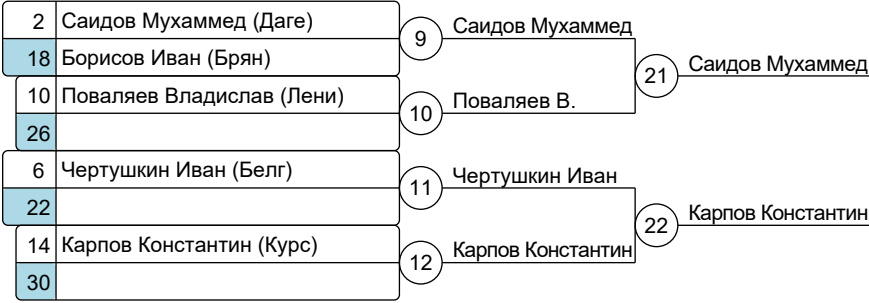 2 Саидов Мухаммед (Даге)
18 Борисов Иван (Брян)
9 Саидов Мухаммед
10 Поваляев Владислав (Лени)
26
10 Поваляев В.
21 Саидов Мухаммед
6 Чертушкин Иван (Белг)
22
11 Чертушкин Иван
14 Карпов Константин (Курс)
30
12 Карпов Константин
22 Карпов Константин